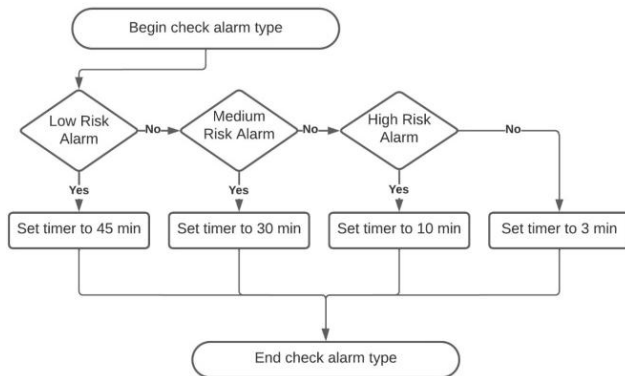 Begin check alarm type
Low Risk
Alarm
No
Medium
Risk Alarm
No
High Risk
Alarm
No
Yes
Yes
Yes
Set timer to 45 min
Set timer to 30 min
Set timer to 10 min
Set timer to 3 min
End check alarm type